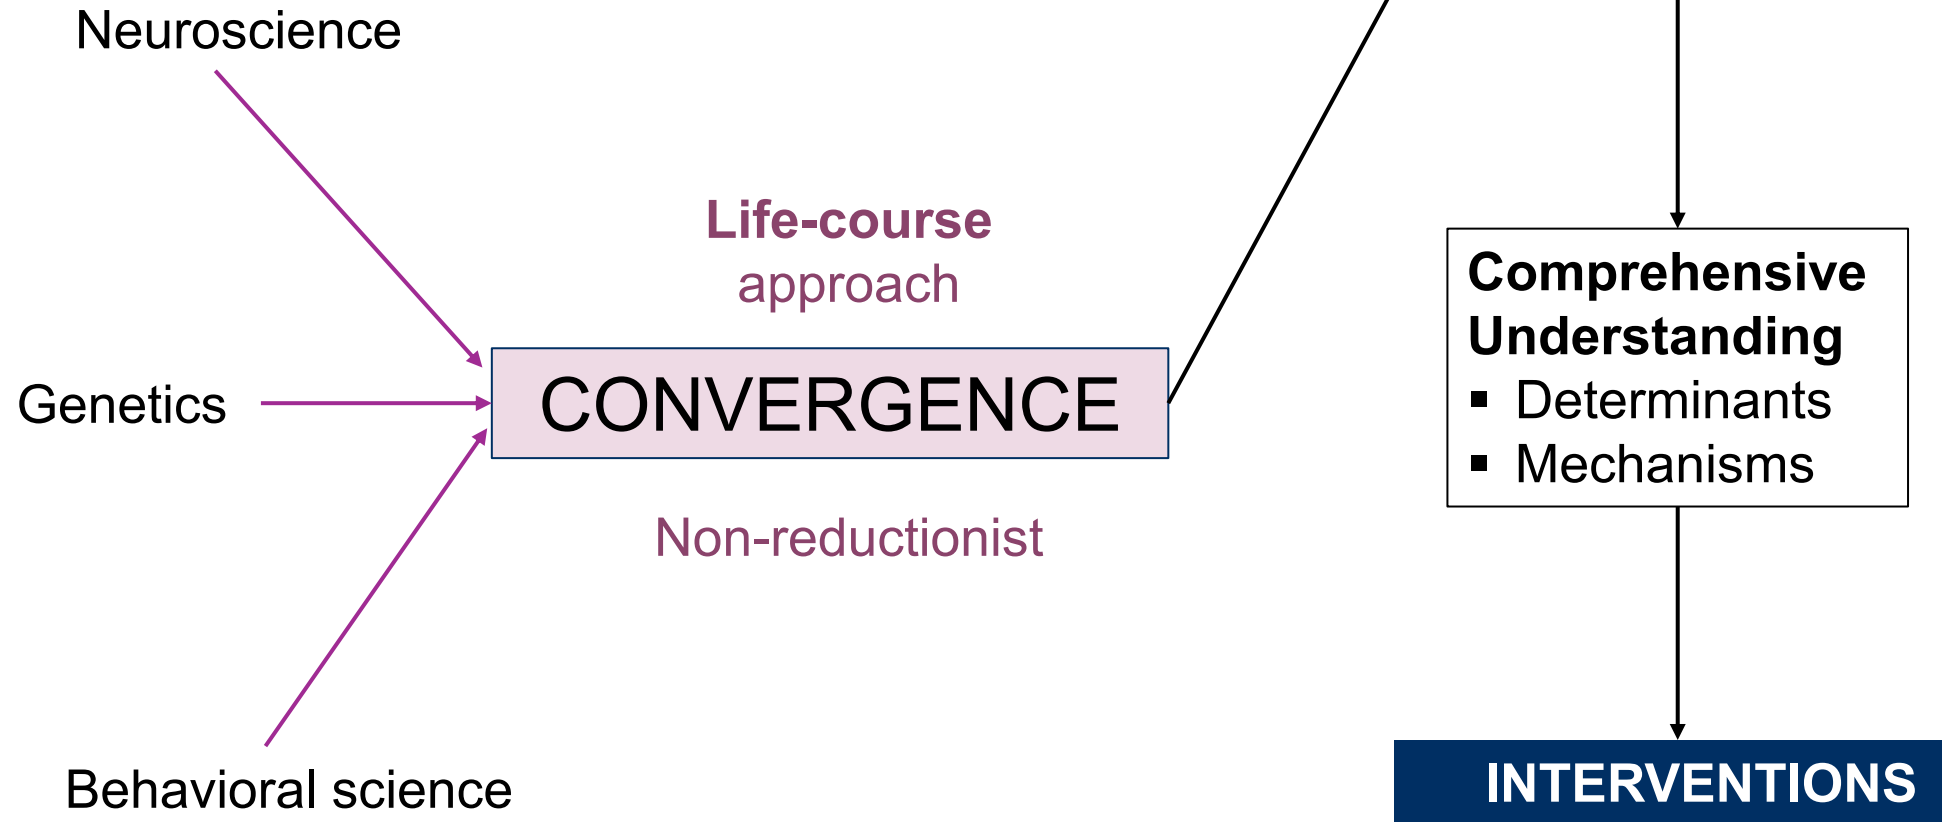 Neuroscience
Life-course
approach
Genetics
CONVERGENCE
Non-reductionist
Behavioral science
Comprehensive
Understanding
▪ Determinants
▪ Mechanisms
INTERVENTIONS